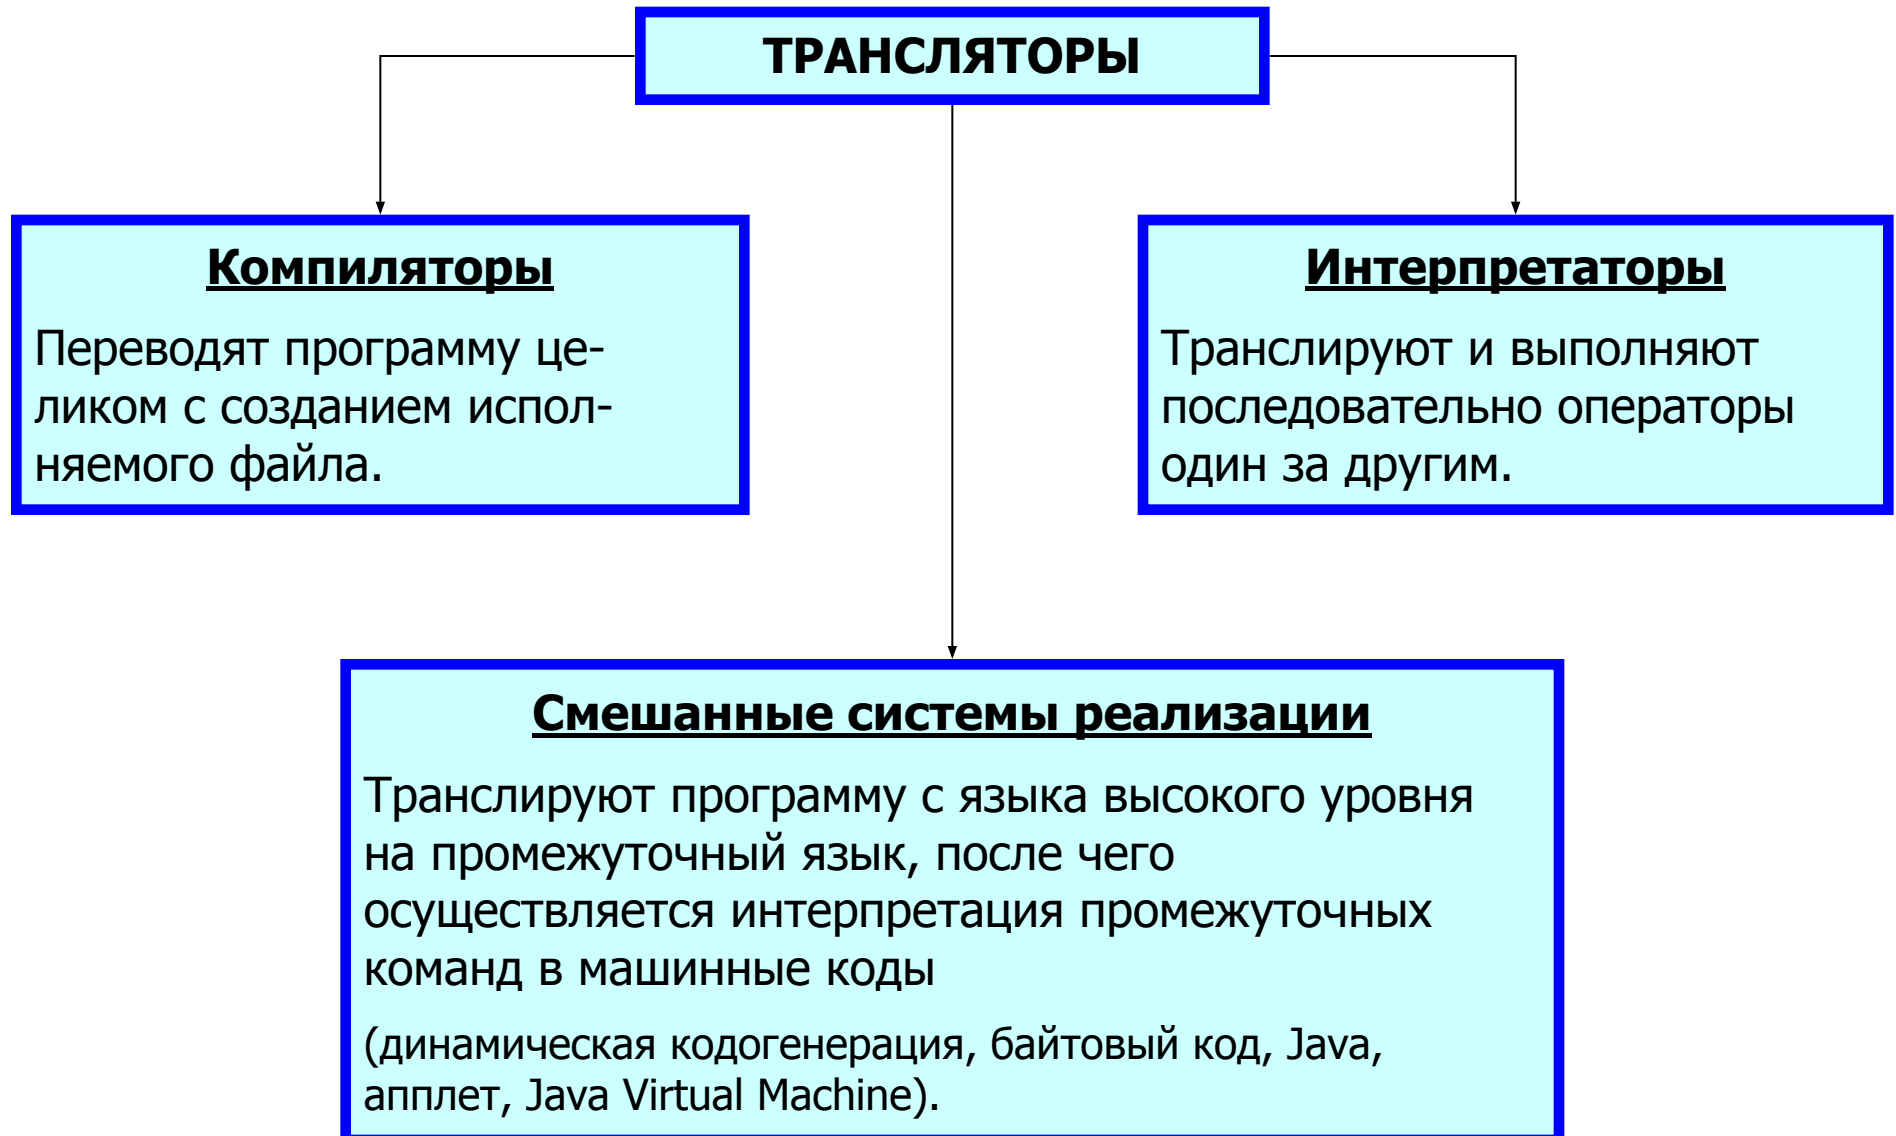 ТРАНСЛЯТОРЫ
Компиляторы
Переводят программу це-
ликом с созданием испол-
няемого файла.
Интерпретаторы
Транслируют и выполняют
последовательно операторы
один за другим.
Смешанные системы реализации
Транслируют программу с языка высокого уровня
на промежуточный язык, после чего
осуществляется интерпретация промежуточных
команд в машинные коды
(динамическая кодогенерация, байтовый код, Java,
апплет, Java Virtual Machine).